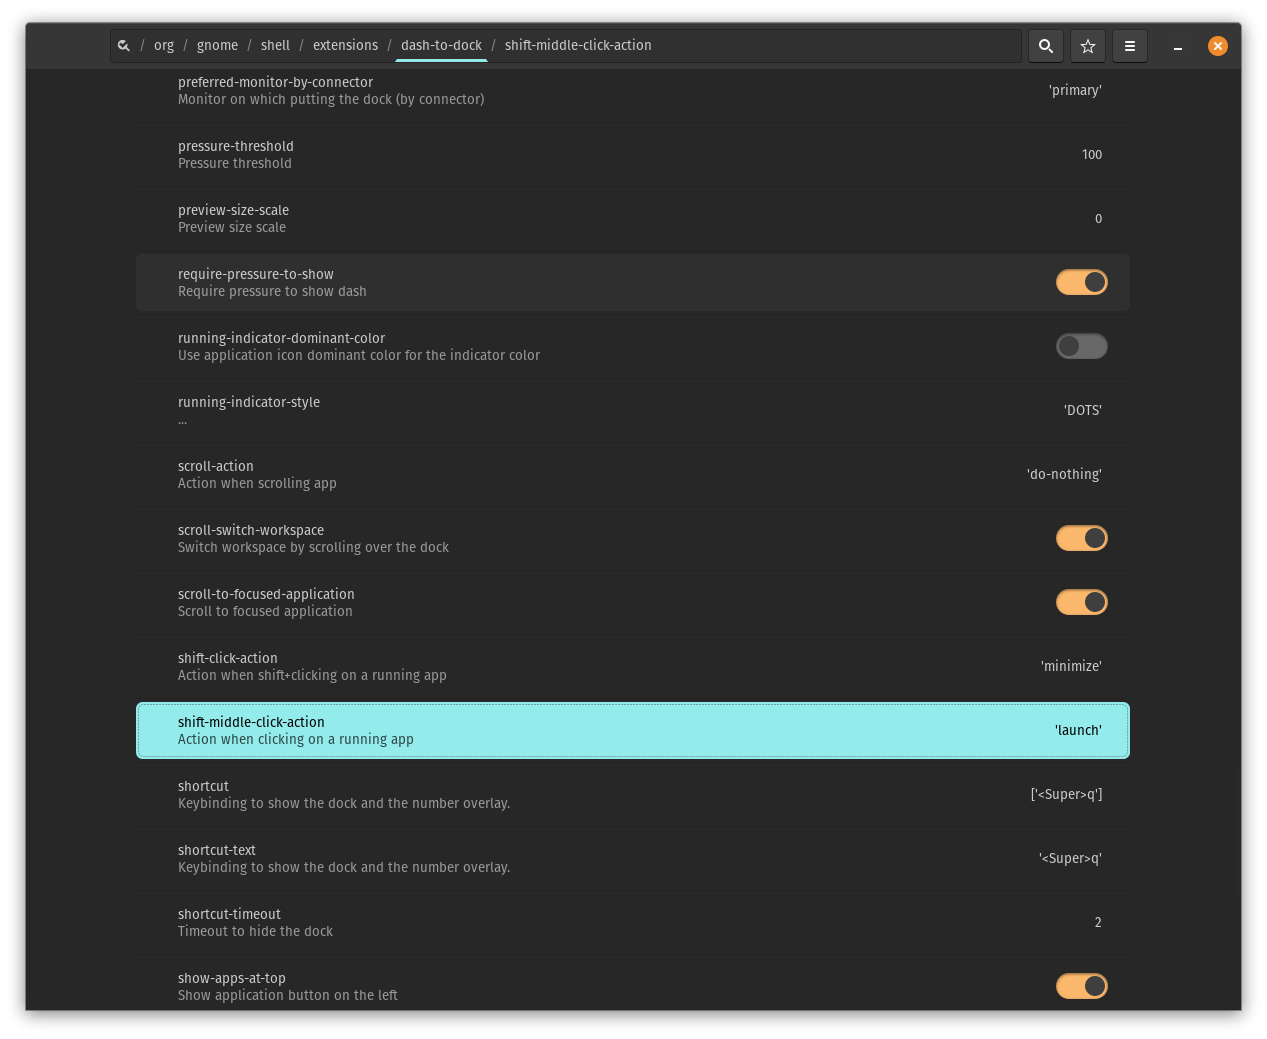 / org / gnome / shell / extensions / dash-to-dock / shift-middle-click-action
preferred-monitor-by-connector
Monitor on which putting the dock (by connector)
'primary'
pressure-threshold
Pressure threshold
100
preview-size-scale
Preview size scale
0
require-pressure-to-show
Require pressure to show dash
running-indicator-dominant-color
Use application icon dominant color for the indicator color
running-indicator-style
...
'DOTS'
scroll-action
Action when scrolling app
'do-nothing'
scroll-switch-workspace
Switch workspace by scrolling over the dock
scroll-to-focused-application
Scroll to focused application
shift-click-action
Action when shift+clicking on a running app
'minimize'
shift-middle-click-action
Action when clicking on a running app
'launch'
shortcut
Keybinding to show the dock and the number overlay.
['<Super>q']
shortcut-text
Keybinding to show the dock and the number overlay.
'<Super>q'
shortcut-timeout
Timeout to hide the dock
2
show-apps-at-top
Show application button on the left